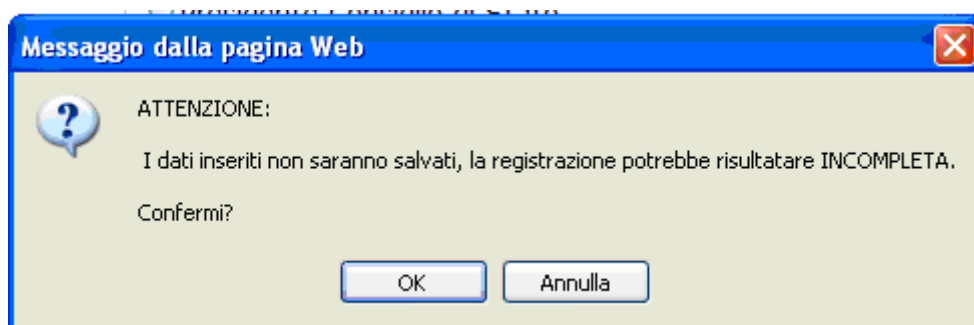 Messaggio dalla pagina Web
ATTENZIONE:
I dati inseriti non saranno salvati, la registrazione potrebbe risultatare INCOMPLETA.
Confermi?
OK
Annulla